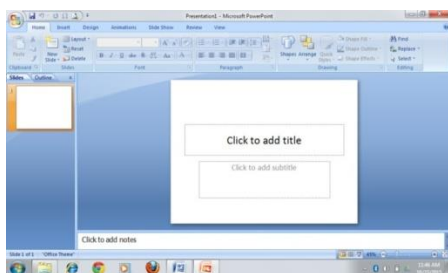 Presentation1 - Microsoft PowerPoint
Home Insert Design Animations Slide Show Review View
Paste
New Slide
Layout
Reset
Delete
Shapes Arrange Quick Styles
Shape Fill
Shape Outline
Shape Effects
Find
Replace
Select
Clipboard Slides Font Paragraph Drawing Editing
Slides Outline
Click to add title
Click to add subtitle
Click to add notes
Slide 1 of 1 "Office Theme"